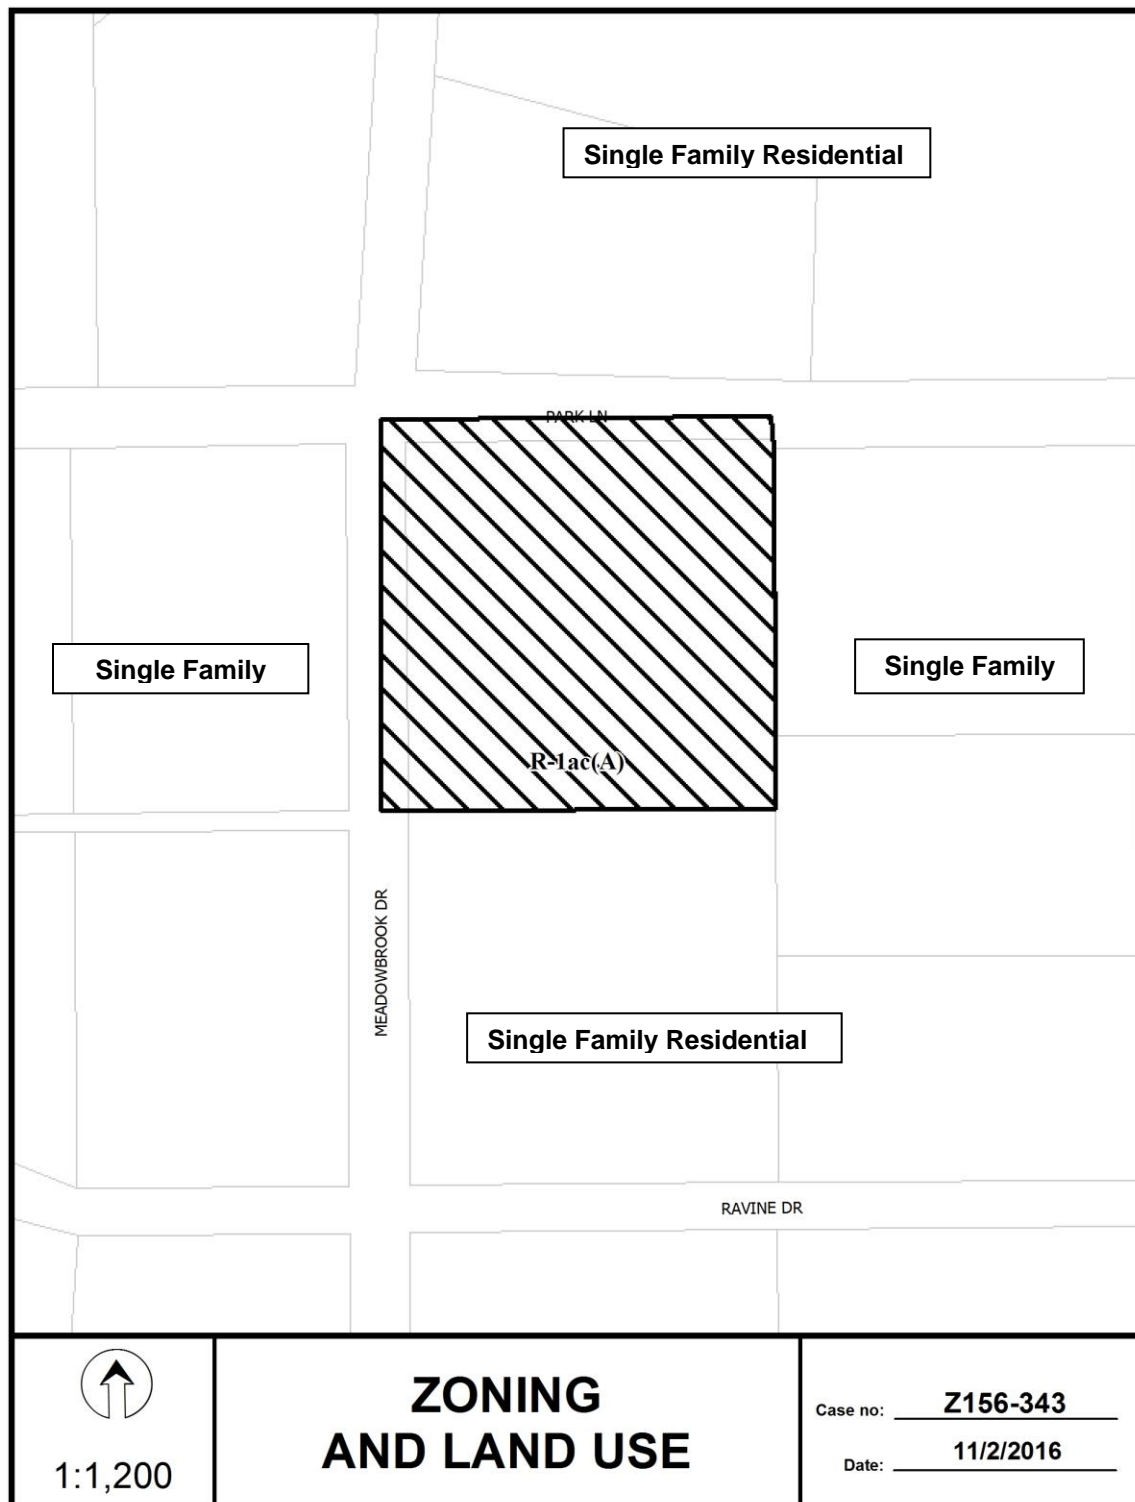 Single Family Residential
PARK LN
Single Family
Single Family
R-1ac(A)
MEADOWBROOK DR
Single Family Residential
RAVINE DR
1:1,200
ZONING
AND LAND USE
Case no: Z156-343
Date: 11/2/2016